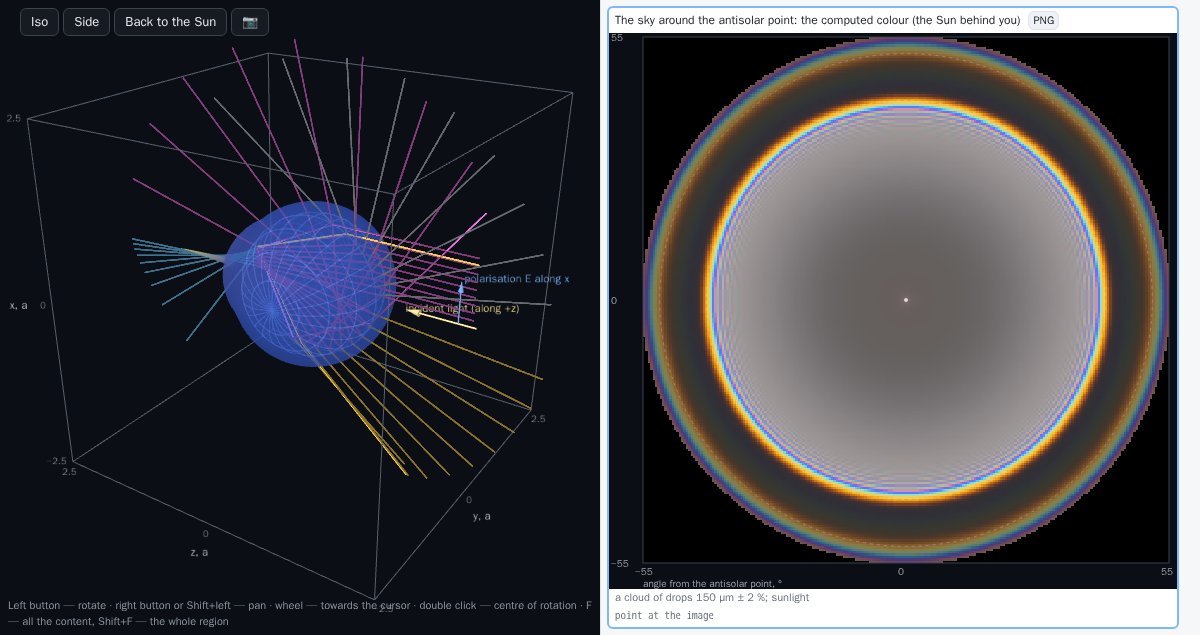 Iso
Side
Back to the Sun
2.5
x, a
0
polarisation E along x
incident light (along +z)
−2.5
2.5
2.5
0
y, a
0
z, a
Left button — rotate · right button or Shift+left — pan · wheel — towards the cursor · double click — centre of rotation · F
— all the content, Shift+F — the whole region
The sky around the antisolar point: the computed colour (the Sun behind you)
PNG
55
0
−55
−55
0
55
angle from the antisolar point, °
a cloud of drops 150 μm ± 2 %; sunlight
point at the image